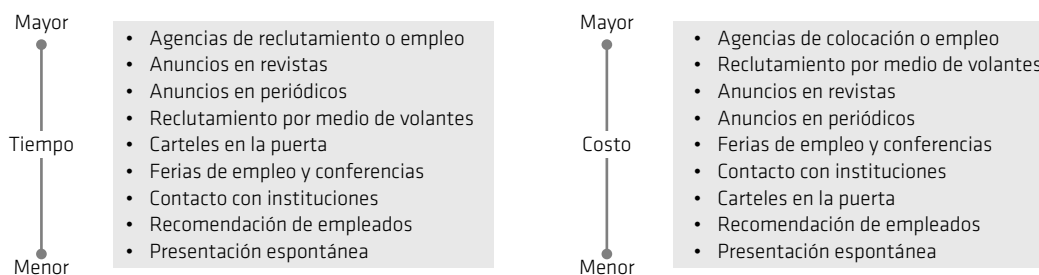 Mayor
Tiempo
Menor
• Agencias de reclutamiento o empleo
• Anuncios en revistas
• Anuncios en periódicos
• Reclutamiento por medio de volantes
• Carteles en la puerta
• Ferias de empleo y conferencias
• Contacto con instituciones
• Recomendación de empleados
• Presentación espontánea
Mayor
Costo
Menor
• Agencias de colocación o empleo
• Reclutamiento por medio de volantes
• Anuncios en revistas
• Anuncios en periódicos
• Ferias de empleo y conferencias
• Contacto con instituciones
• Carteles en la puerta
• Recomendación de empleados
• Presentación espontánea